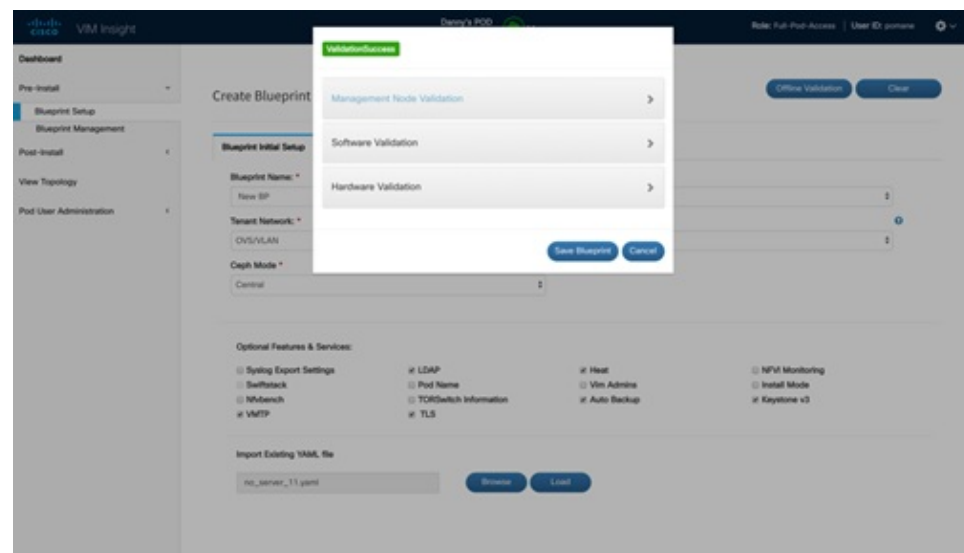 cisco VIM Insight
Danny's POD
Role: Full-Pod-Access | User ID: pomane
Dashboard
Pre-Install
Blueprint Setup
Blueprint Management
Post-Install
View Topology
Pod User Administration
ValidationSuccess
Management Node Validation
Software Validation
Hardware Validation
Save Blueprint Cancel
Create Blueprint
Offline Validation Clear
Blueprint Initial Setup
Blueprint Name: *
New BP
Tenant Network: *
OVS/VLAN
Ceph Mode *
Central
Optional Features & Services:
Syslog Export Settings LDAP Heat NFVI Monitoring
Swiftstack Pod Name Vim Admins Install Mode
Nfvbench TORSwitch Information Auto Backup Keystone v3
VMTP TLS
Import Existing YAML file
no_server_11.yaml Browse Load